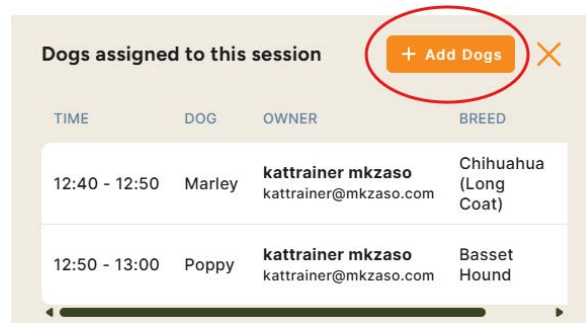 Dogs assigned to this session
+ Add Dogs
TIME DOG OWNER BREED
12:40 - 12:50 Marley kattrainer mkzaso kattrainer@mkzaso.com Chihuahua (Long Coat)
12:50 - 13:00 Poppy kattrainer mkzaso kattrainer@mkzaso.com Basset Hound